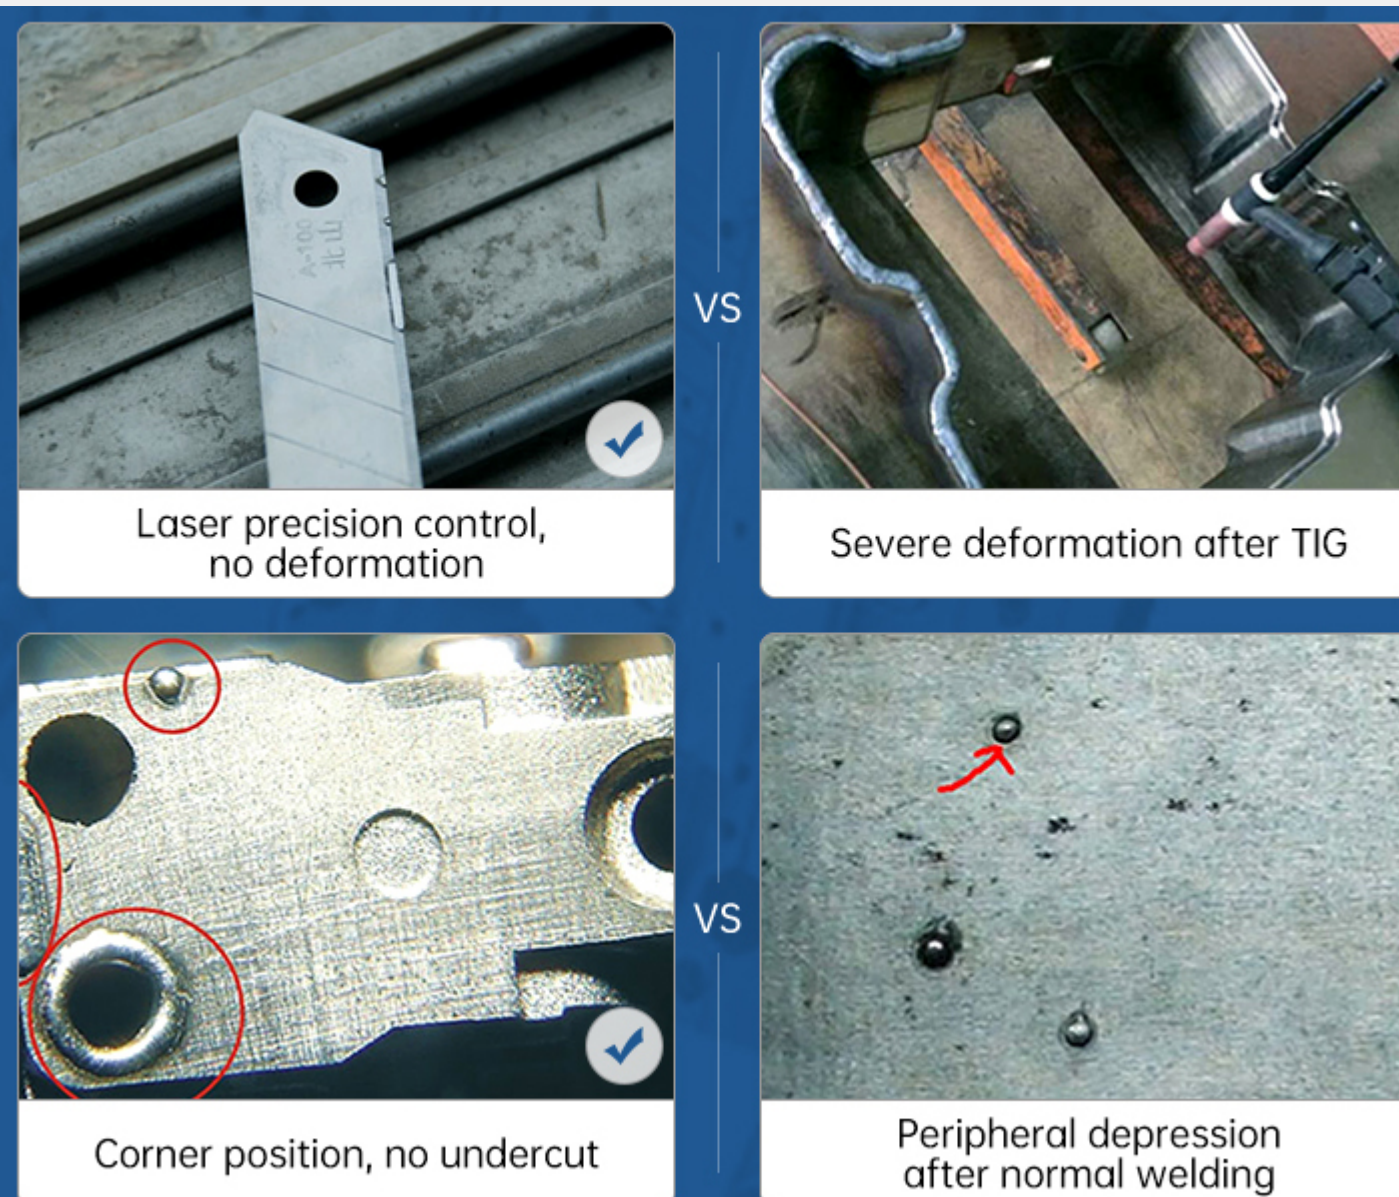 A-100
VS
Laser precision control,
no deformation
Severe deformation after TIG
VS
Corner position, no undercut
Peripheral depression
after normal welding